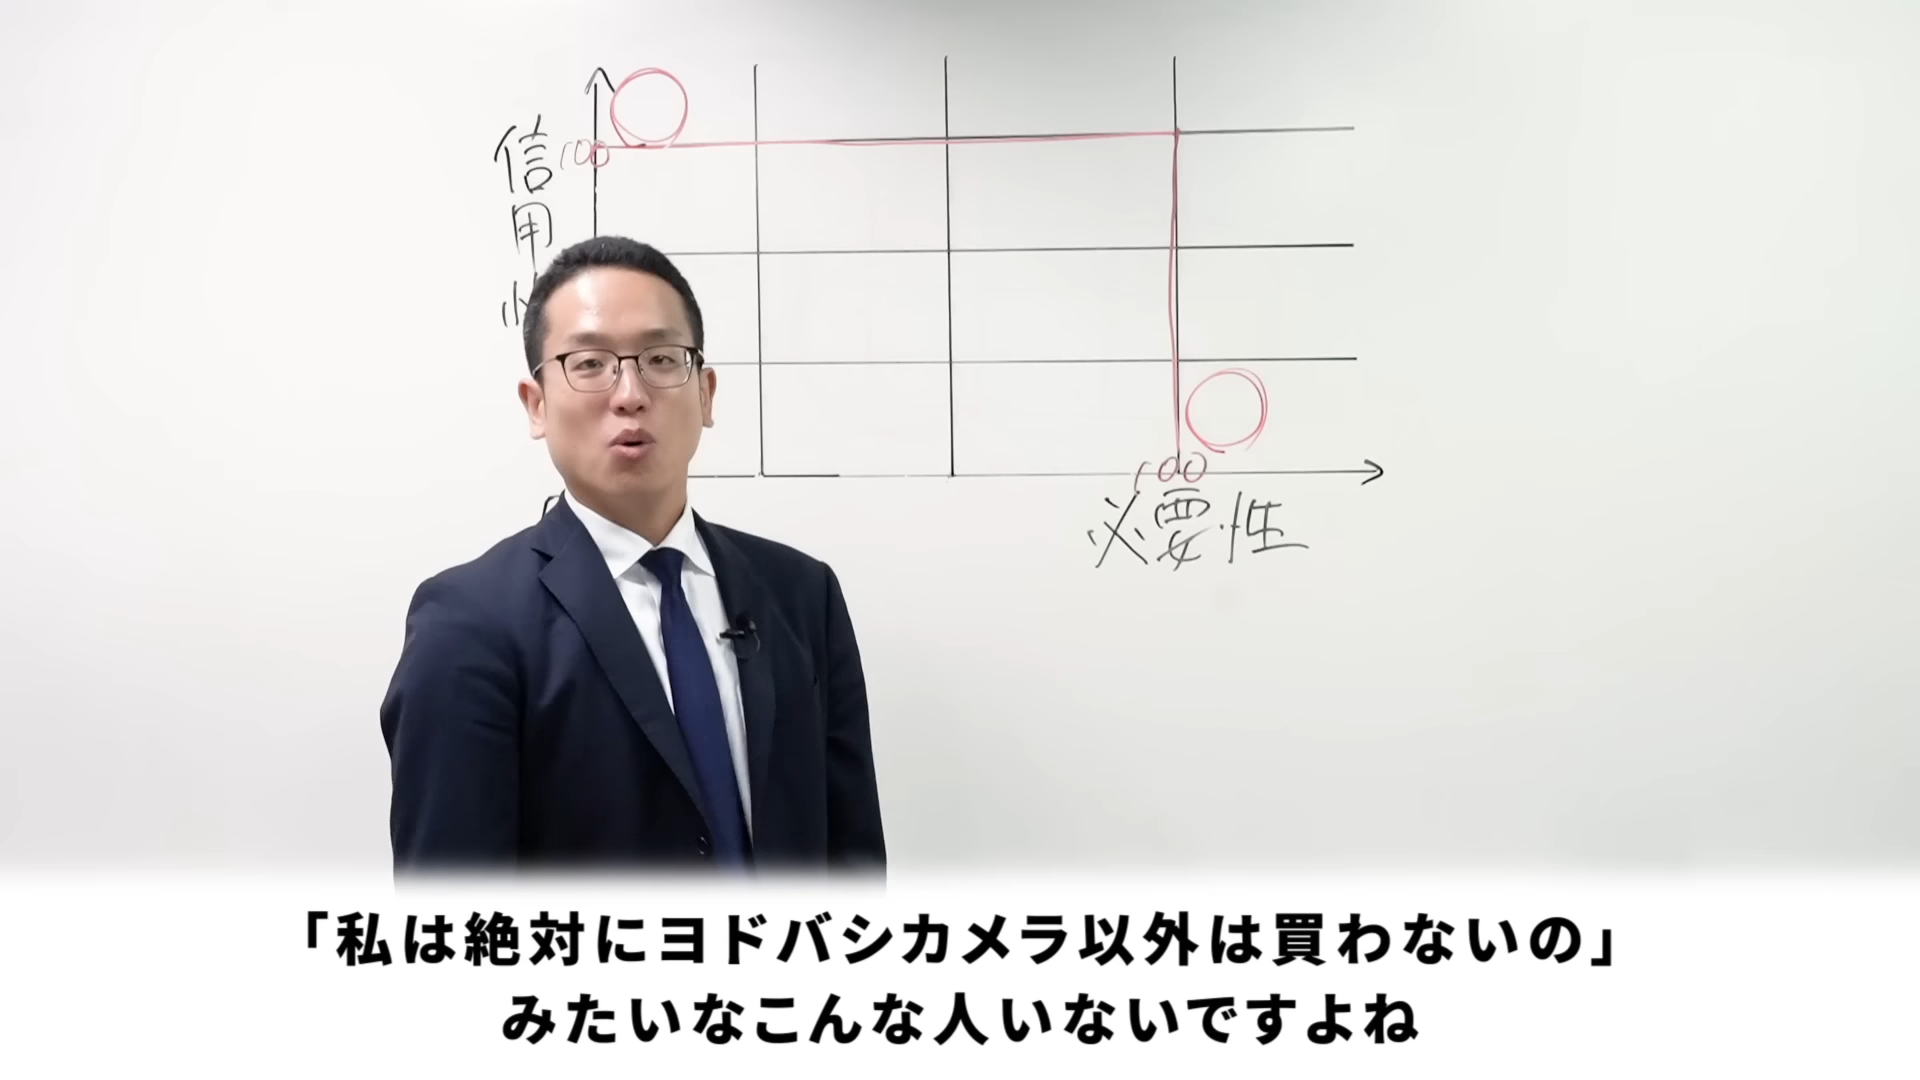 100
信用
100
必要性
「私は絶対にヨドバシカメラ以外は買わないの」
みたいなこんな人いないですよね